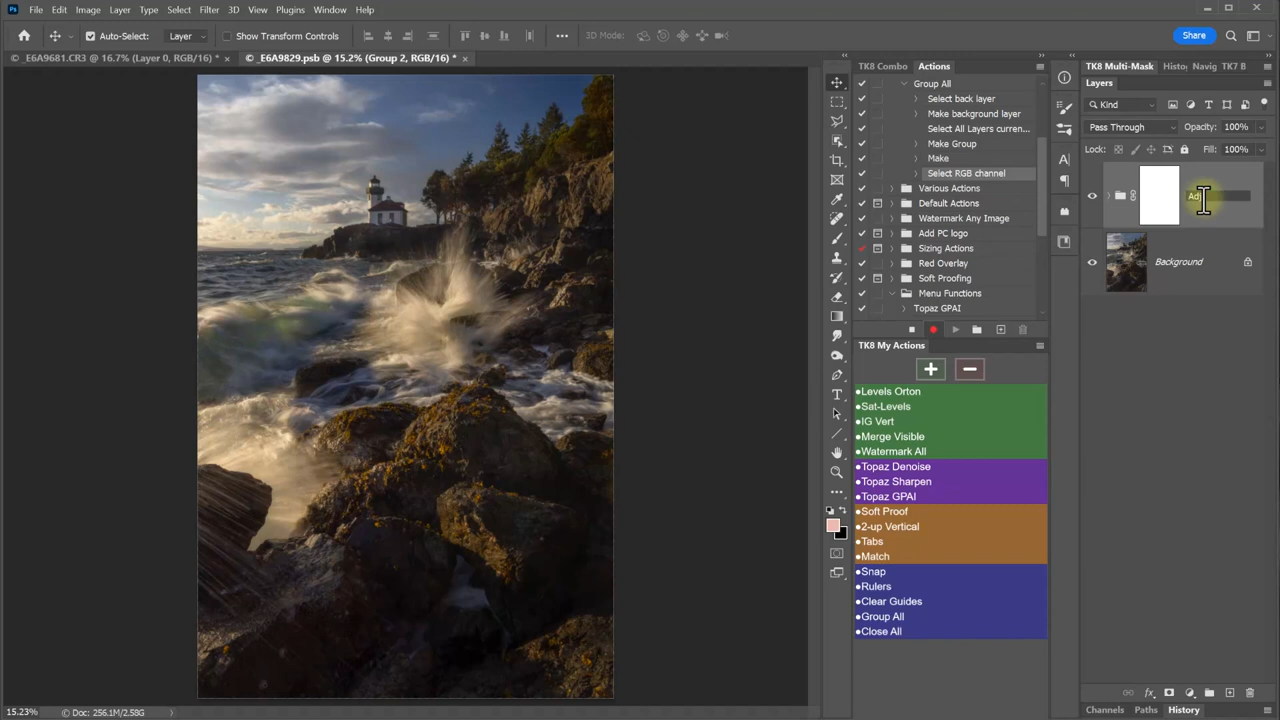 Ps File Edit Image Layer Type Select Filter 3D View Plugins Window Help
Auto-Select: Layer Show Transform Controls 3D Mode: Share
© _E6A9681.CR3 @ 16.7% (Layer 0, RGB/16) * × © _E6A9829.psb @ 15.2% (Group 2, RGB/16) * ×
TK8 Combo Actions
Group All
Select back layer
Make background layer
Select All Layers curren...
Make Group
Make
Select RGB channel
Various Actions
Default Actions
Watermark Any Image
Add PC logo
Sizing Actions
Red Overlay
Soft Proofing
Menu Functions
Topaz GPAI
TK8 My Actions
Levels Orton
Sat-Levels
IG Vert
Merge Visible
Watermark All
Topaz Denoise
Topaz Sharpen
Topaz GPAI
Soft Proof
2-up Vertical
Tabs
Match
Snap
Rulers
Clear Guides
Group All
Close All
TK8 Multi-Mask Histo Navig TK7 B
Layers
Kind
Pass Through Opacity: 100%
Lock: Fill: 100%
Adj
Background
Channels Paths History
15.23% © Doc: 256.1M/2.58G